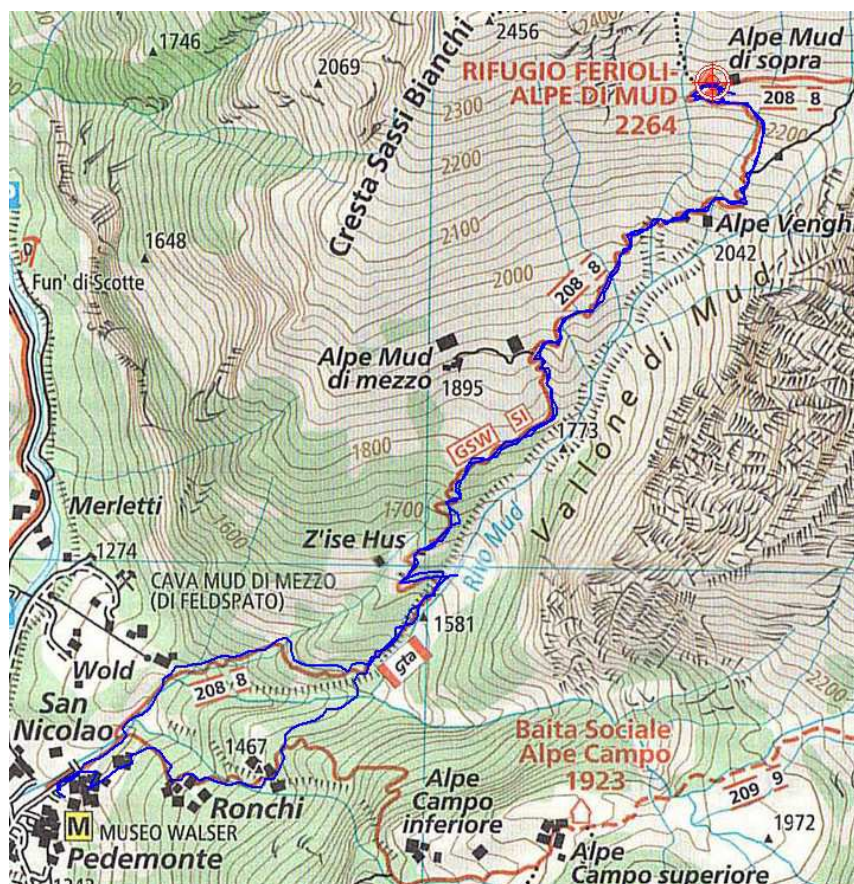 2400
2456
1746
Alpe Mud
di sopra
2069
Cresta Sassi Bianchi
RIFUGIO FERIOLI-
ALPE DI MUD
2264
2300
208 8
2200
2200
2100
Alpe Vengh
2042
1648
Fun' di Scotte
2000
208 8
Vallone di Mud
Alpe Mud
di mezzo
1895
SI
GSW
1773
1800
1700
1600
Merletti
Z'ise Hus
Rio Mud
1274
CAVA MUD DI MEZZO
(DI FELDSPATO)
1581
gta
Wold
208 8
2200
San
Nicolao
1467
Baita Sociale
Alpe Campo
1923
Ronchi
Alpe
Campo
inferiore
209 9
M
MUSEO WALSER
1972
Pedemonte
Alpe
Campo superiore